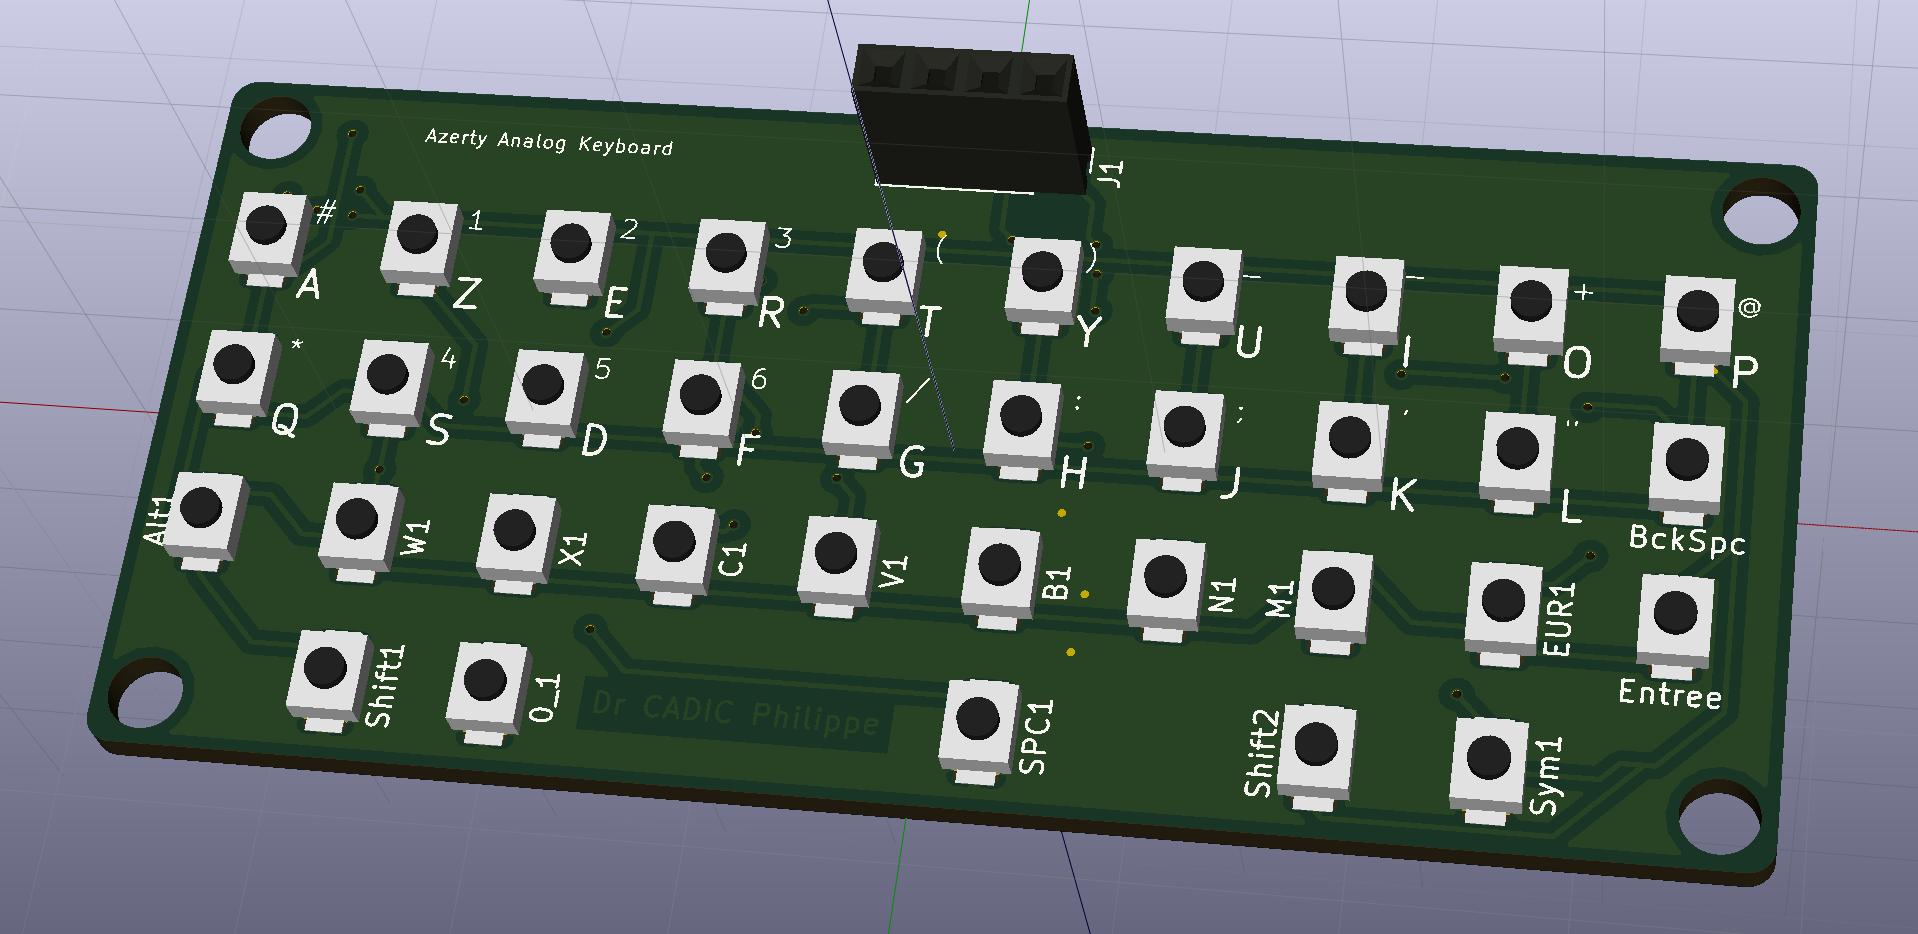 Azerty Analog Keyboard
J1
# 1 2 3 ( ) _ - + @
A Z E R T Y U I O P
* 4 5 6 / : ; ' "
Q S D F G H J K L BckSpc
Alt1 W1 X1 C1 V1 B1 N1 M1 EUR1 Entree
Shift1 0_1 Dr CADIC Philippe SPC1 Shift2 Sym1